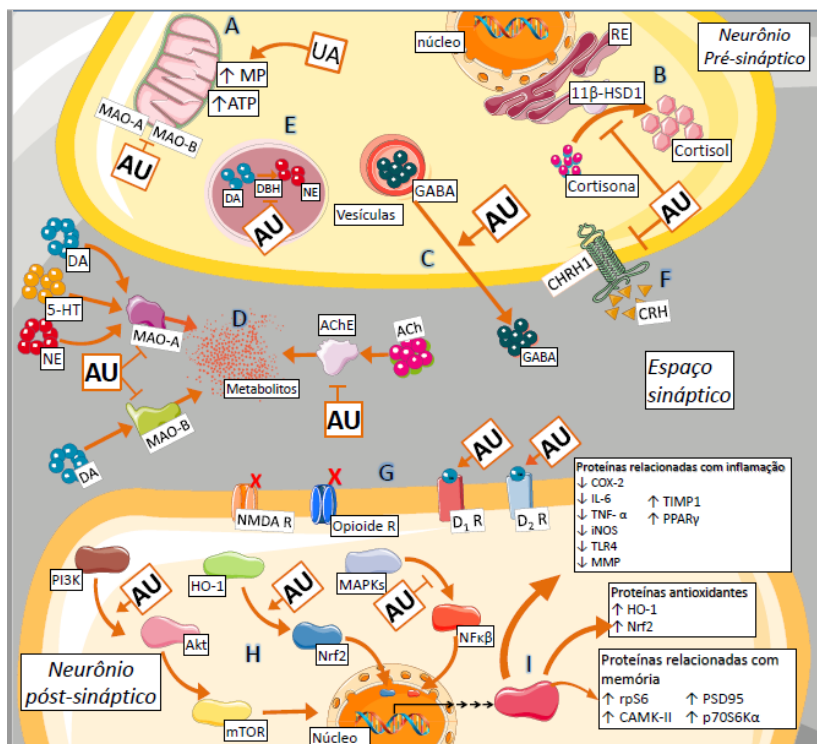 A
UA
↑ MP
↑ATP
MAO-A
MAO-B
AU
E
DA
DBH
NE
AU
Vesículas
GABA
AU
C
núcleo
RE
Neurônio
Pré-sináptico
11β-HSD1
B
Cortisol
Cortisona
AU
CHRH1
F
CRH
GABA
DA
5-HT
NE
MAO-A
AU
MAO-B
DA
D
Metabolitos
AChE
ACh
AU
Espaço
sináptico
G
X
X
NMDA R
Opioide R
AU
AU
D1 R
D2 R
Proteínas relacionadas com inflamação
↓ COX-2
↓ IL-6
↓ TNF- α
↓ iNOS
↓ TLR4
↓ MMP
↑ TIMP1
↑ PPARγ
PI3K
AU
Akt
mTOR
HO-1
AU
Nrf2
MAPKs
AU
NFκβ
H
Núcleo
I
Proteínas antioxidantes
↑ HO-1
↑ Nrf2
Proteínas relacionadas com
memória
↑ rpS6 ↑ PSD95
↑ CAMK-II ↑ p70S6Kα
Neurônio
póst-sináptico